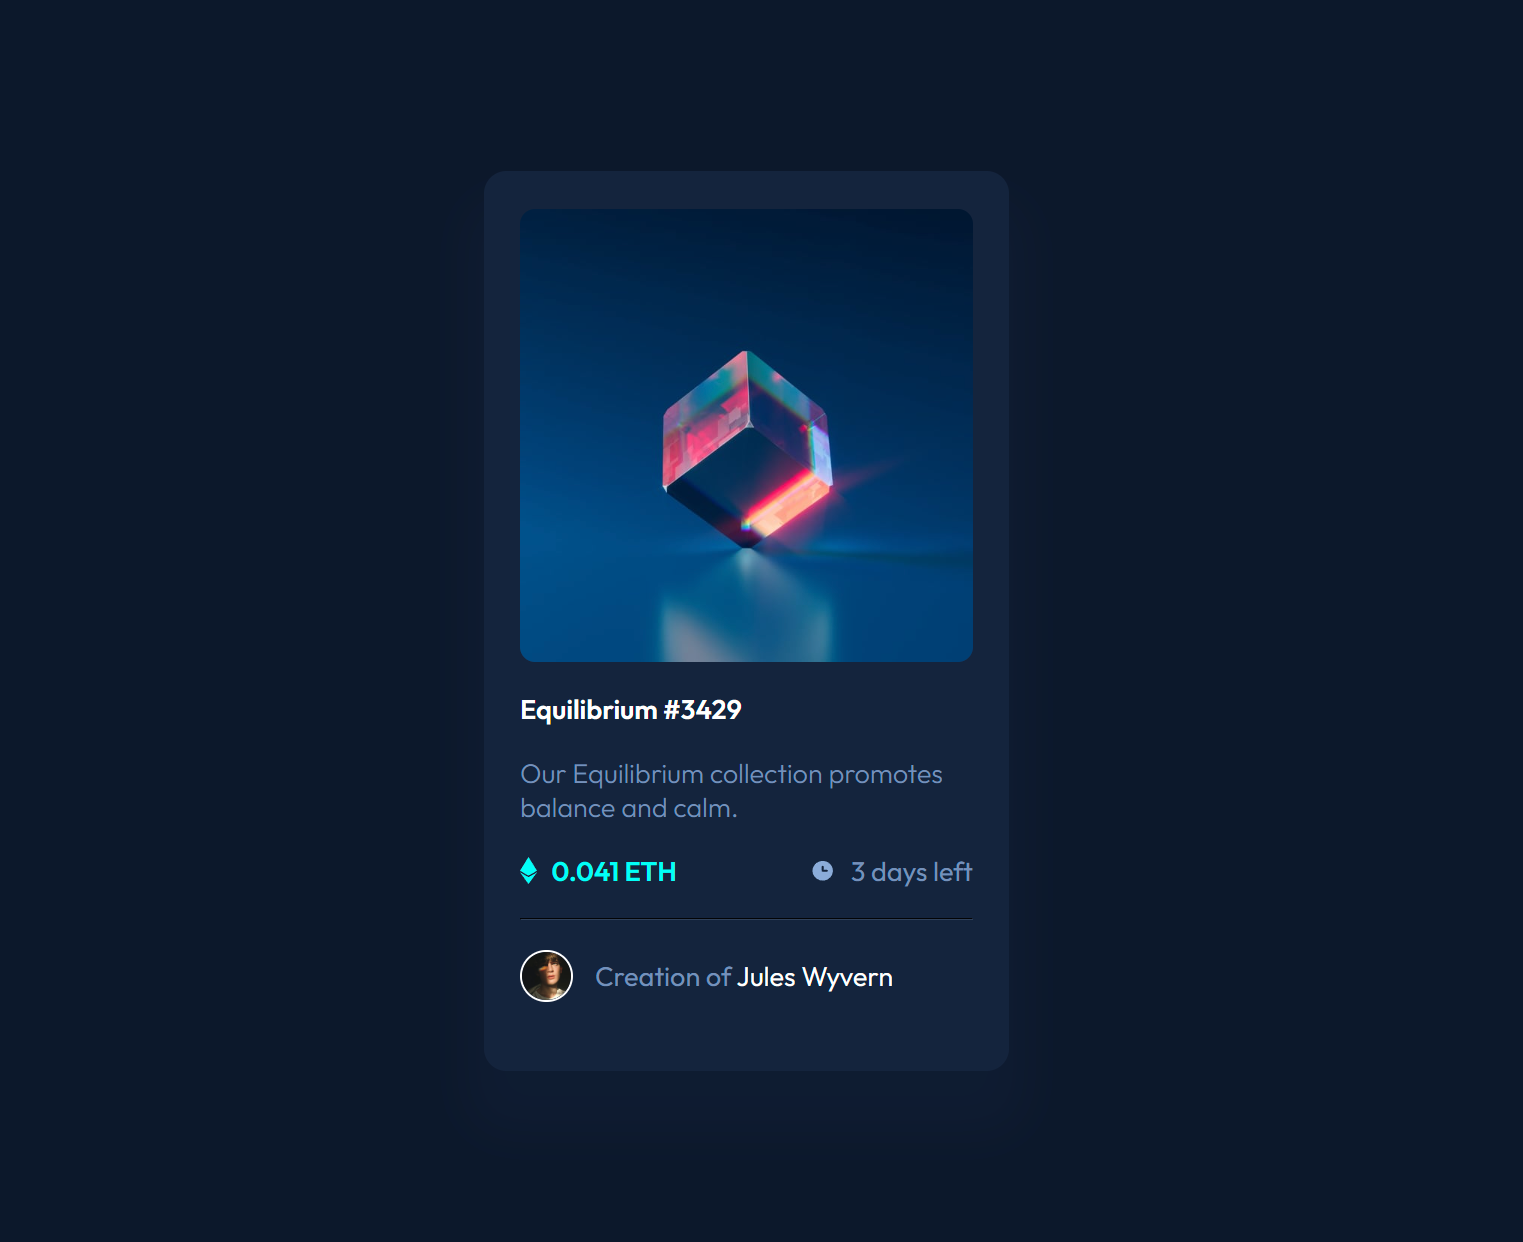 Equilibrium #3429
Our Equilibrium collection promotes
balance and calm.
0.041 ETH
3 days left
Creation of Jules Wyvern